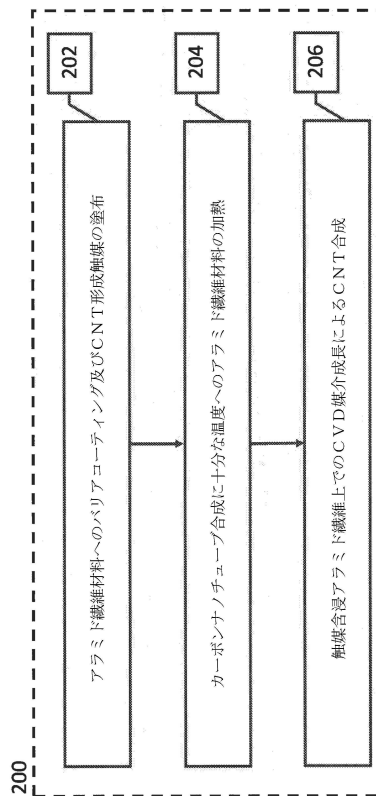 200
202
アラミド繊維材料へのバリアコーティング及びCNT形成触媒の塗布
204
カーボンナノチューブ合成に十分な温度へのアラミド繊維材料の加熱
206
触媒含浸アラミド繊維上でのCVD媒介成長によるCNT合成